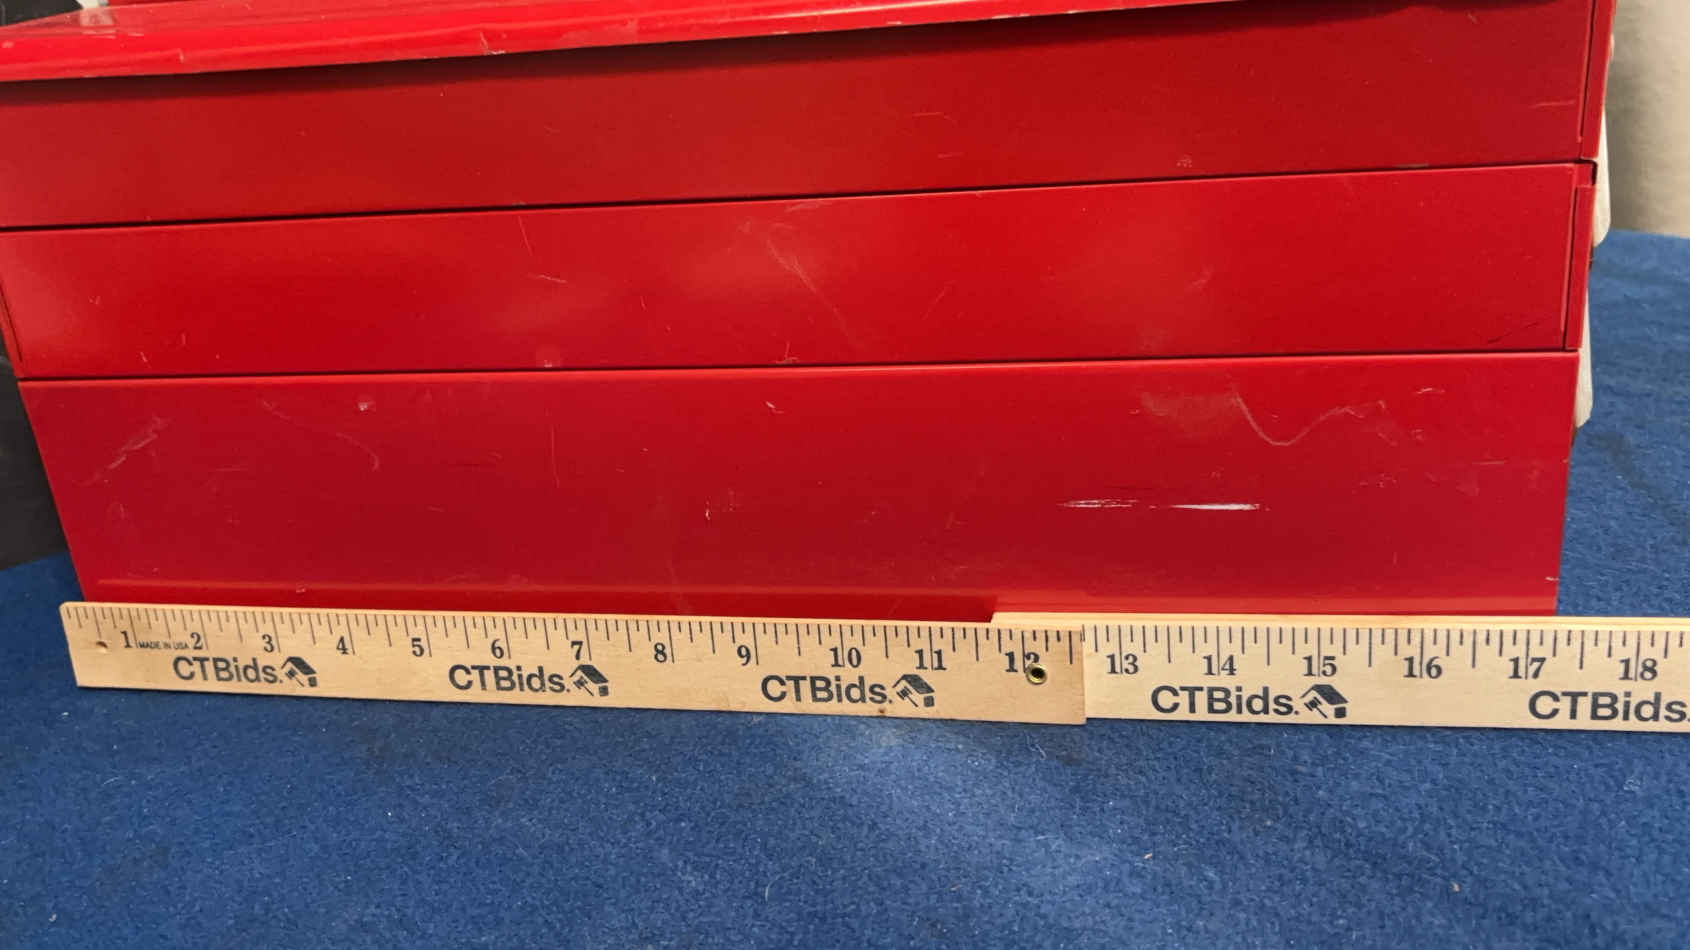 1 MADE IN USA 2 3 4 5 6 7 8 9 10 11 12 13 14 15 16 17 18
CTBids. CTBids. CTBids. CTBids. CTBids.